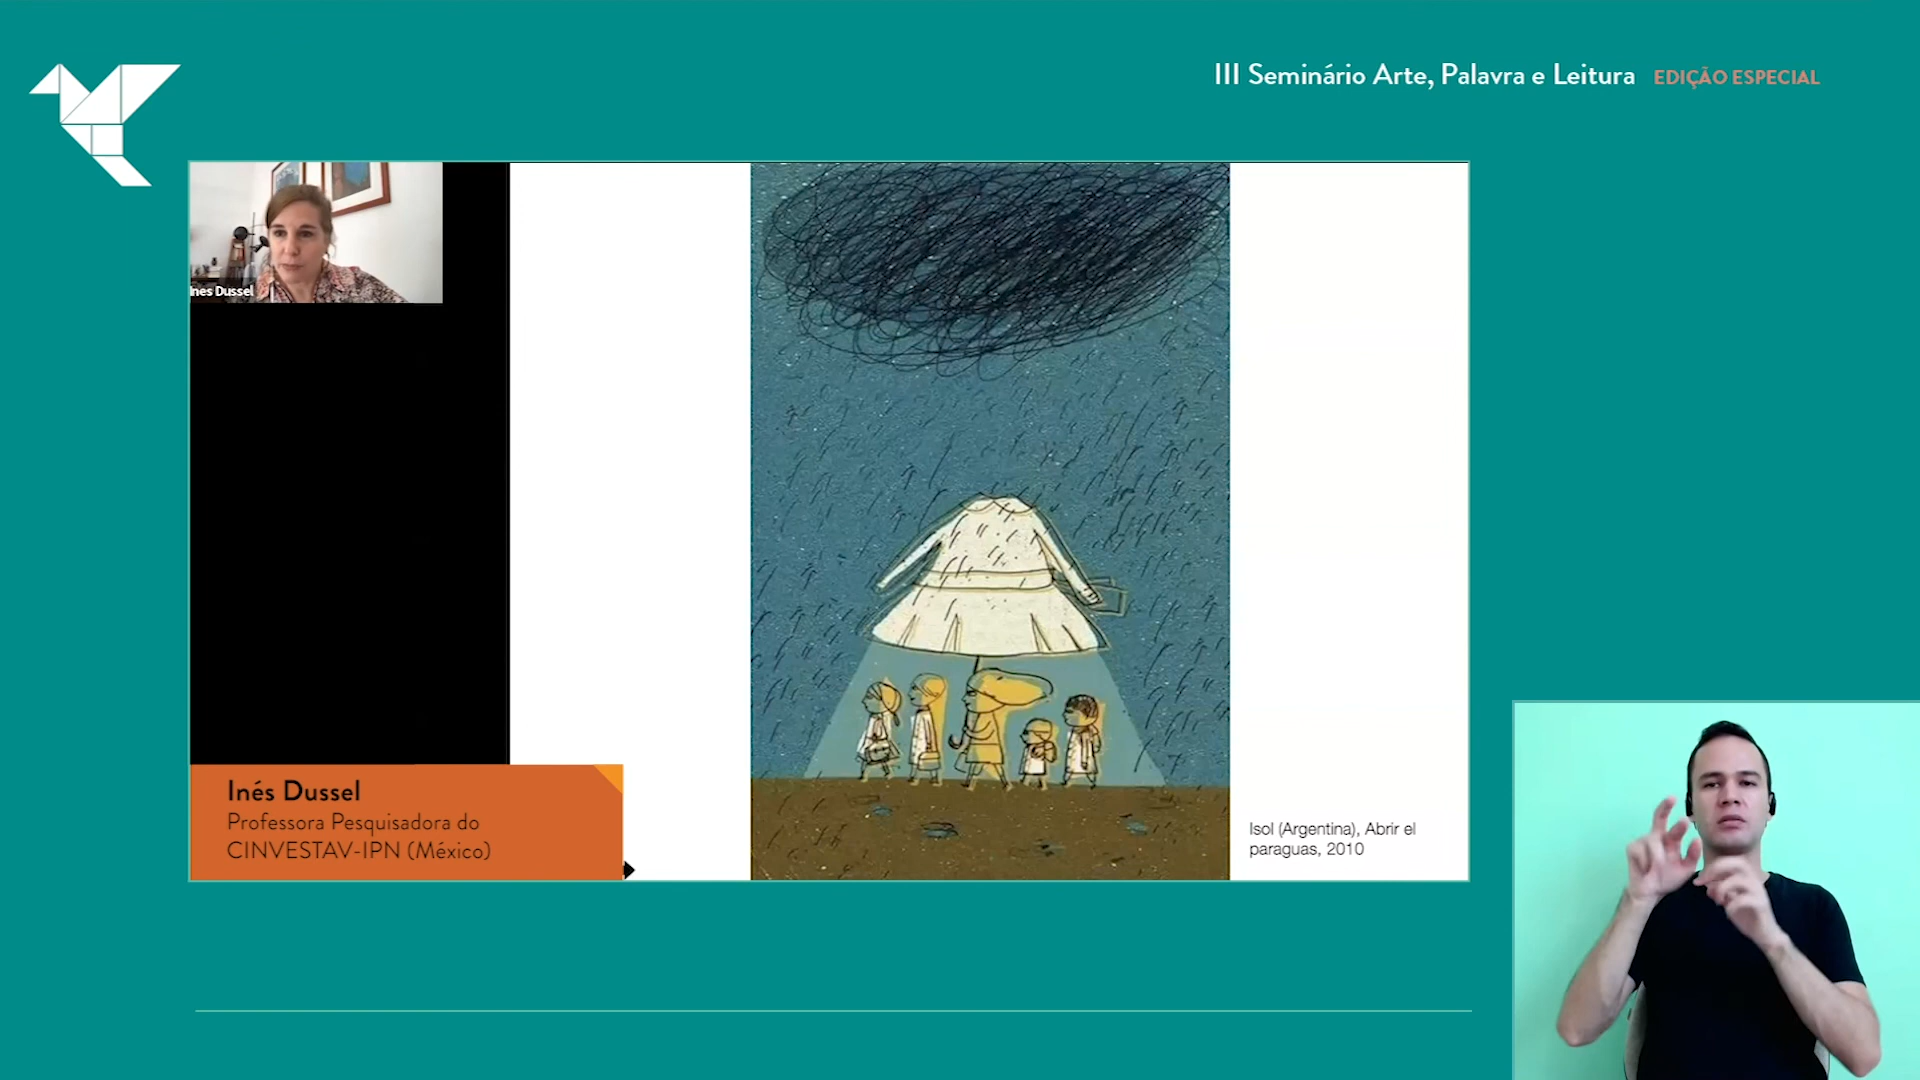 III Seminário Arte, Palavra e Leitura EDIÇÃO ESPECIAL
Ines Dussel
Inés Dussel
Professora Pesquisadora do
CINVESTAV-IPN (México)
Isol (Argentina), Abrir el
paraguas, 2010